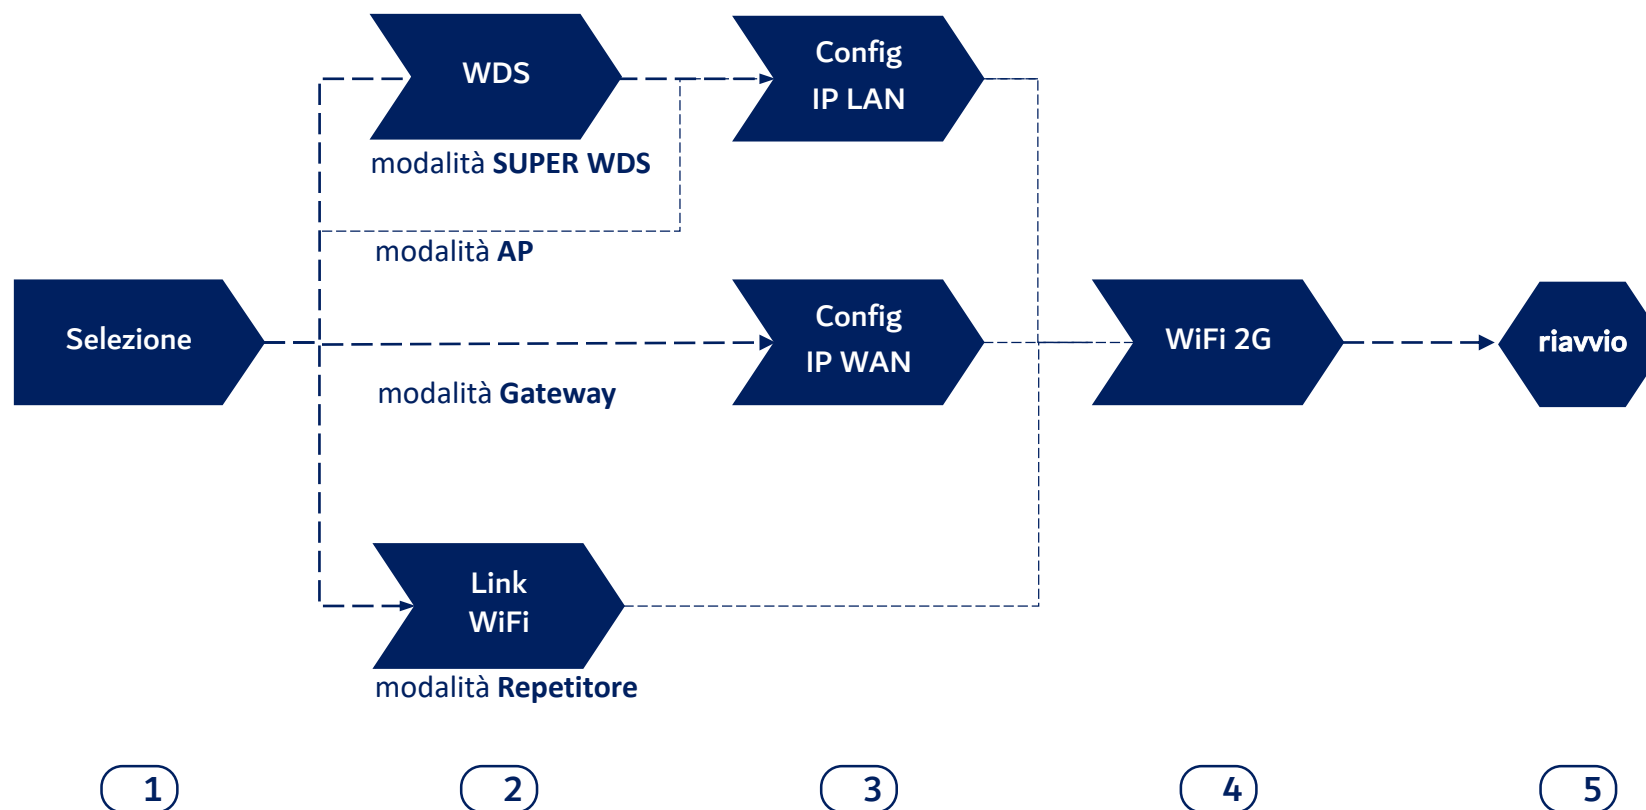 WDS
modalità SUPER WDS
Config
IP LAN
modalità AP
Selezione
modalità Gateway
Config
IP WAN
WiFi 2G
riavvio
Link
WiFi
modalità Repetitore
1
2
3
4
5